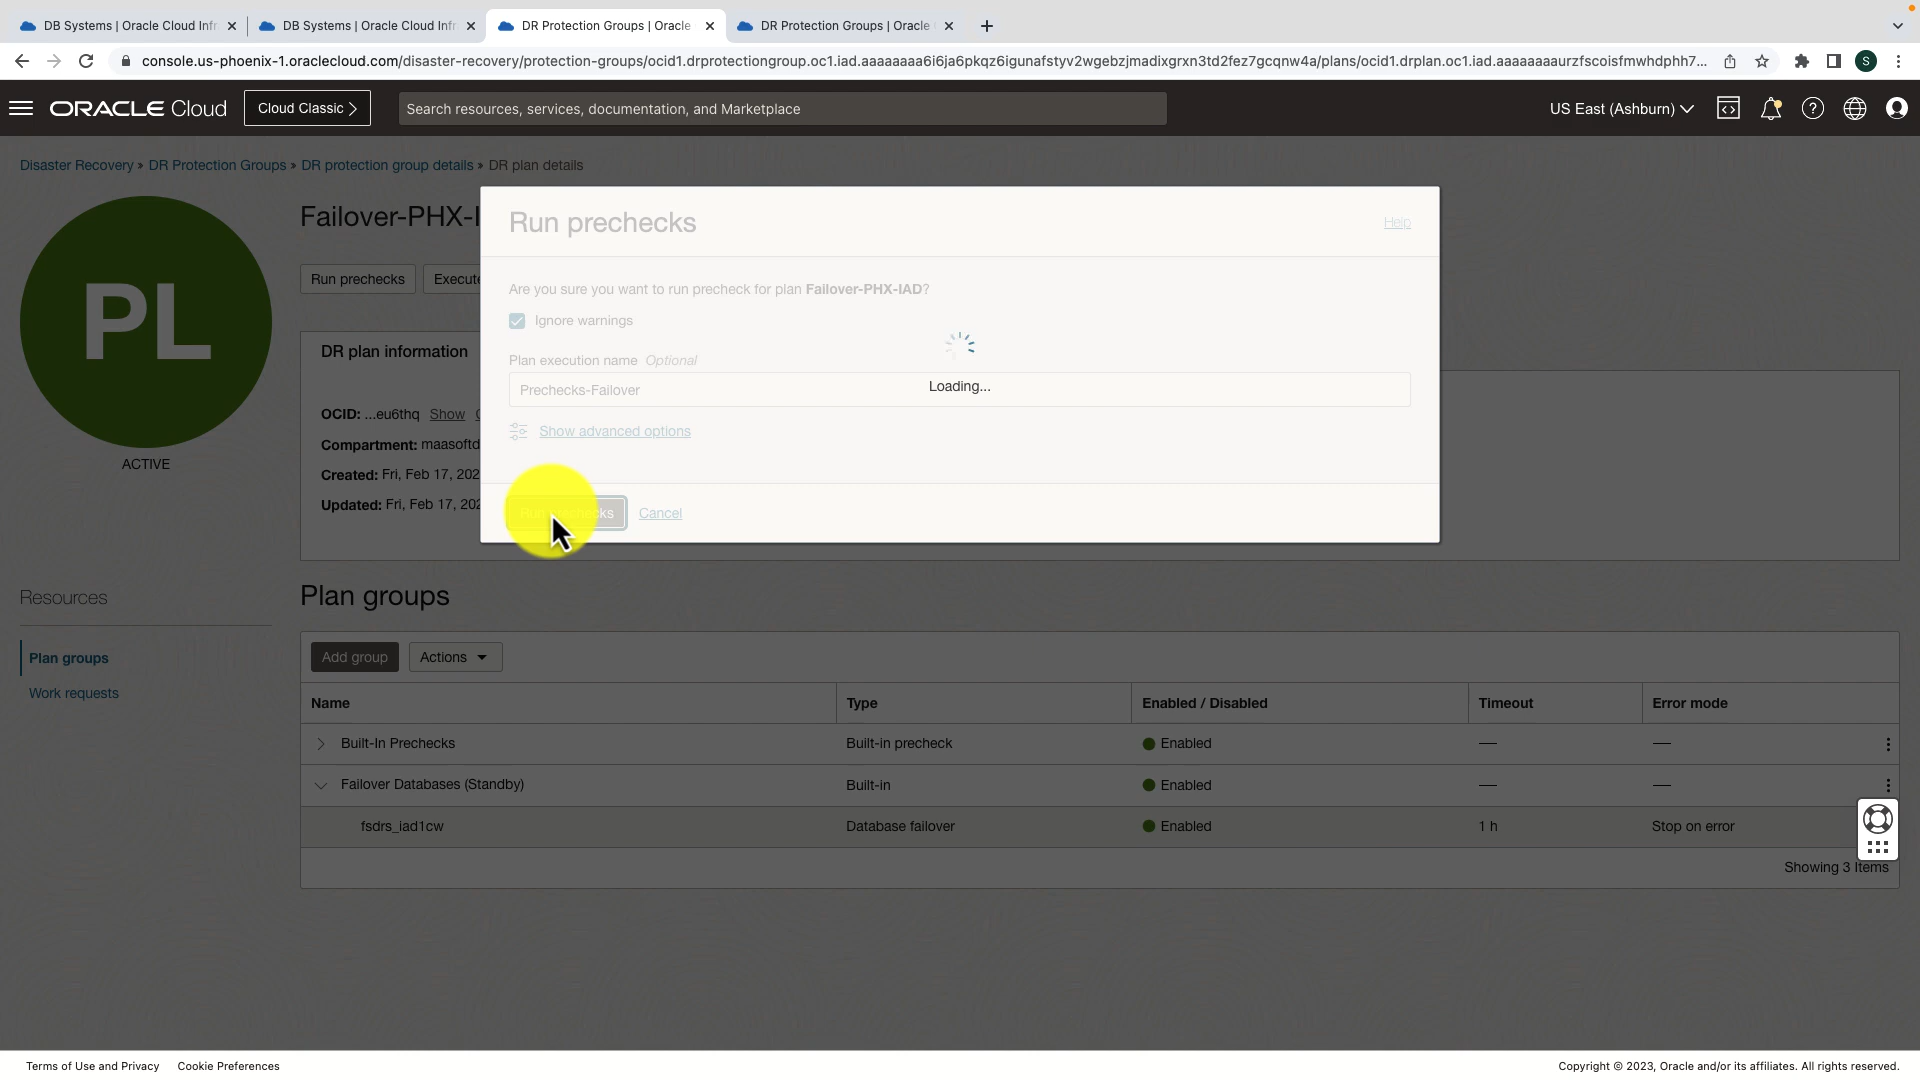 DB Systems | Oracle Cloud Infr
DB Systems | Oracle Cloud Infr
DR Protection Groups | Oracle
DR Protection Groups | Oracle
console.us-phoenix-1.oraclecloud.com/disaster-recovery/protection-groups/ocid1.drprotectiongroup.oc1.iad.aaaaaaaa6i6ja6pkqz6igunafstyv2wgebzjmadixgrxn3td2fez7gcqnw4a/plans/ocid1.drplan.oc1.iad.aaaaaaaaurzfscoisfmwhdphh7...
S
ORACLE Cloud
Cloud Classic
Search resources, services, documentation, and Marketplace
US East (Ashburn)
Disaster Recovery » DR Protection Groups » DR protection group details » DR plan details
PL
ACTIVE
Failover-PHX-I
Run prechecks
Execute
DR plan information
OCID: ...eu6thq Show
Compartment: maasoftd
Created: Fri, Feb 17, 202
Updated: Fri, Feb 17, 202
Run prechecks
Help
Are you sure you want to run precheck for plan Failover-PHX-IAD?
Ignore warnings
Plan execution name Optional
Prechecks-Failover
Loading...
Show advanced options
Run prechecks
Cancel
Resources
Plan groups
Work requests
Plan groups
Add group
Actions
Name Type Enabled / Disabled Timeout Error mode
Built-In Prechecks Built-in precheck Enabled — —
Failover Databases (Standby) Built-in Enabled — —
fsdrs_iad1cw Database failover Enabled 1 h Stop on error
Showing 3 Items
Terms of Use and Privacy
Cookie Preferences
Copyright © 2023, Oracle and/or its affiliates. All rights reserved.